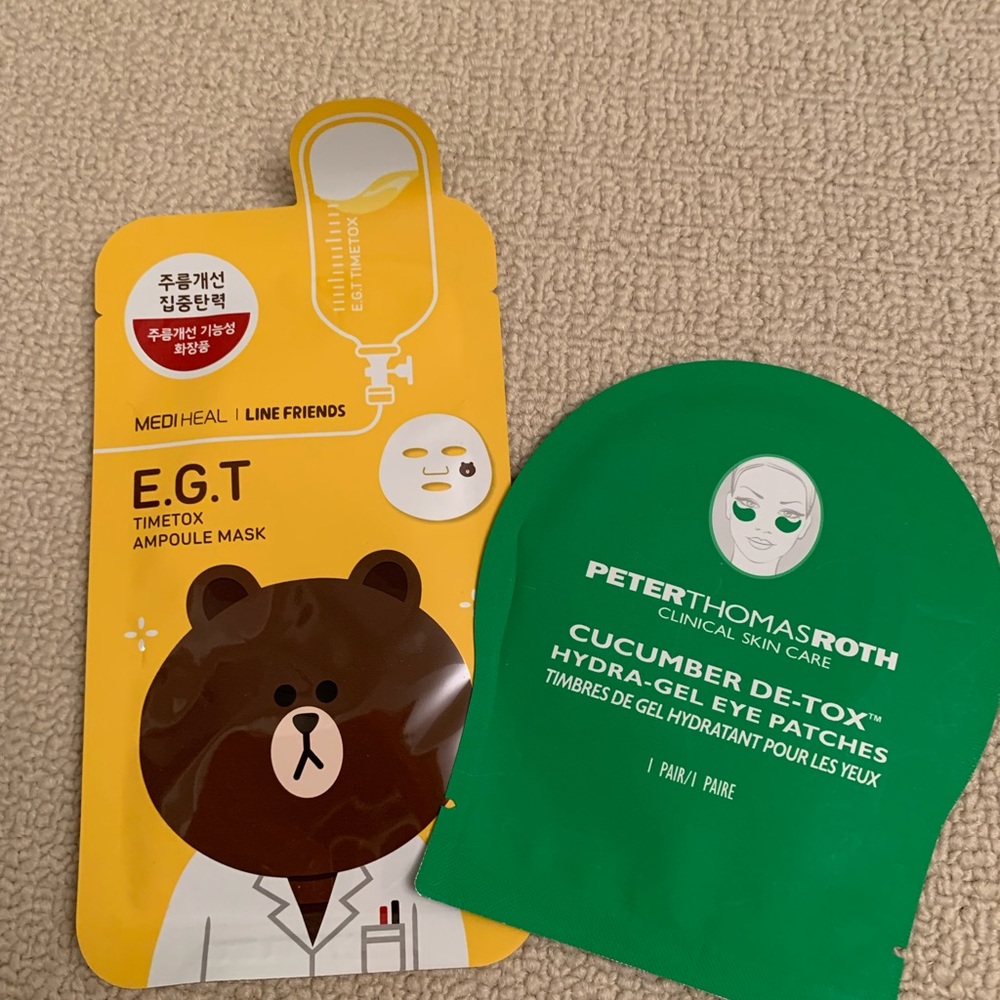 E.G.T TIMETOX
주름개선
집중탄력
주름개선 기능성
화장품
MEDIHEAL | LINE FRIENDS
E.G.T
TIMETOX
AMPOULE MASK
PETERTHOMASROTH
CLINICAL SKIN CARE
CUCUMBER DE-TOX™
HYDRA-GEL EYE PATCHES
TIMBRES DE GEL HYDRATANT POUR LES YEUX
1 PAIR/1 PAIRE